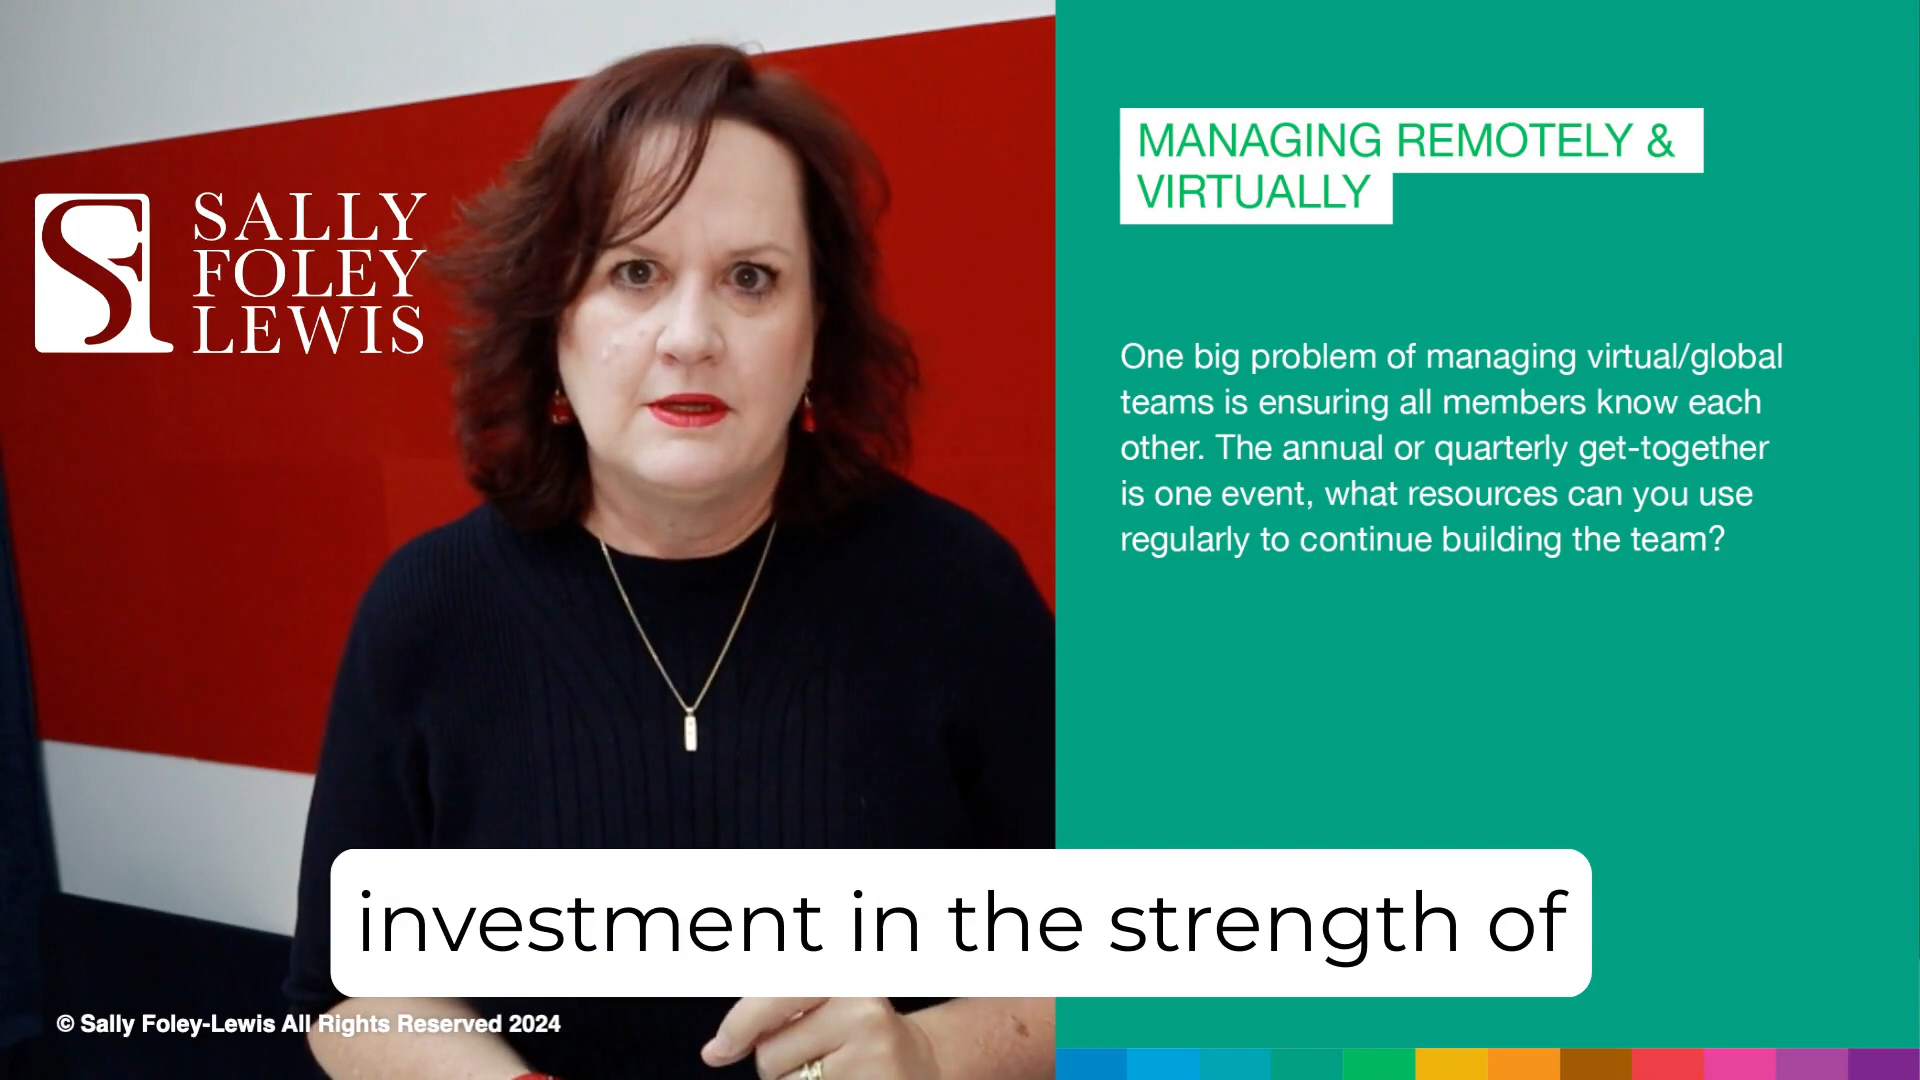 SALLY
FOLEY
LEWIS
MANAGING REMOTELY &
VIRTUALLY
One big problem of managing virtual/global
teams is ensuring all members know each
other. The annual or quarterly get-together
is one event, what resources can you use
regularly to continue building the team?
investment in the strength of
© Sally Foley-Lewis All Rights Reserved 2024